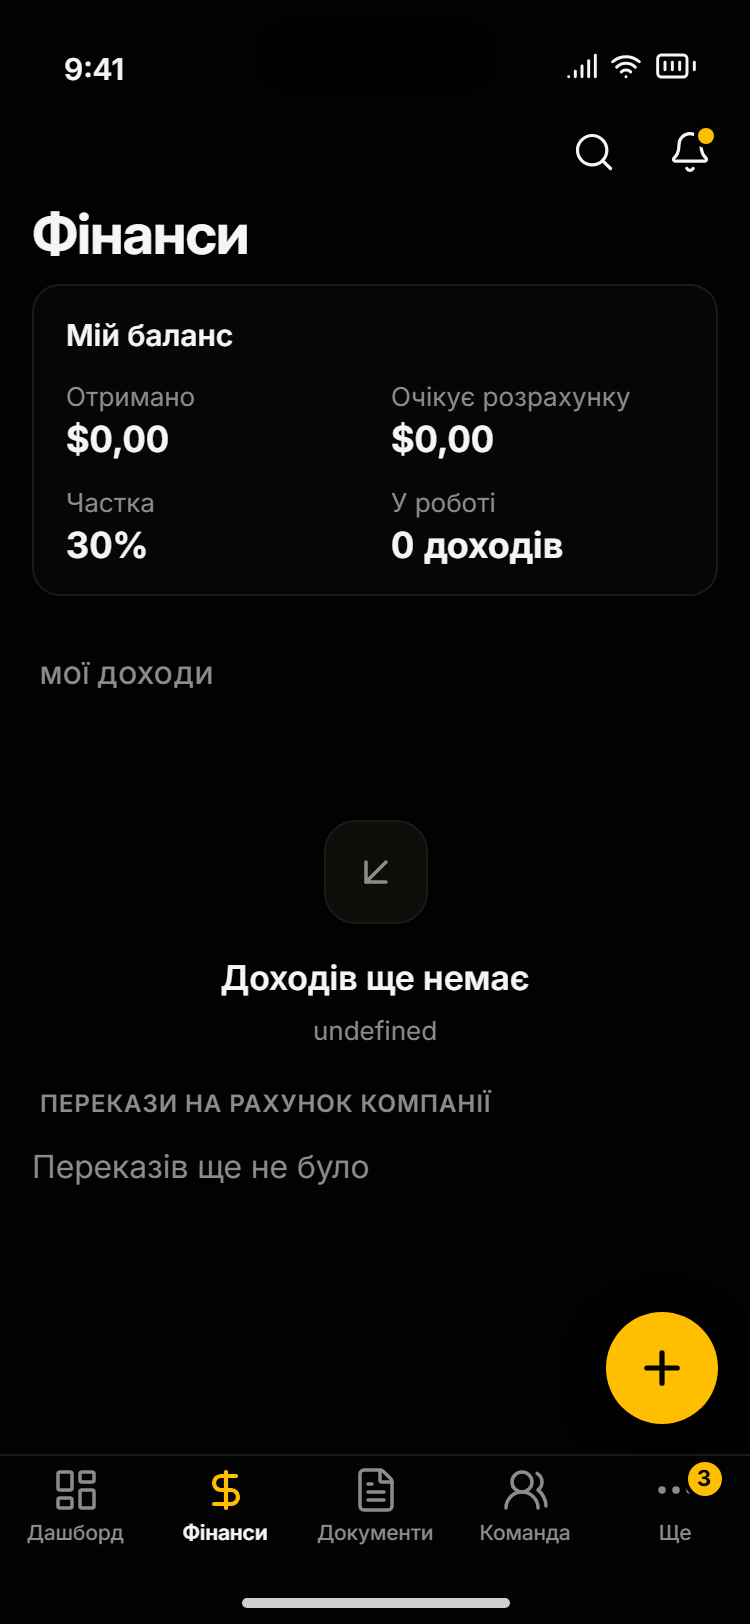 9:41
Фінанси
Мій баланс
Отримано
Очікує розрахунку
$0,00
$0,00
Частка
У роботі
30%
0 доходів
МОЇ ДОХОДИ
Доходів ще немає
undefined
ПЕРЕКАЗИ НА РАХУНОК КОМПАНІЇ
Переказів ще не було
3
Дашборд
Фінанси
Документи
Команда
Ще